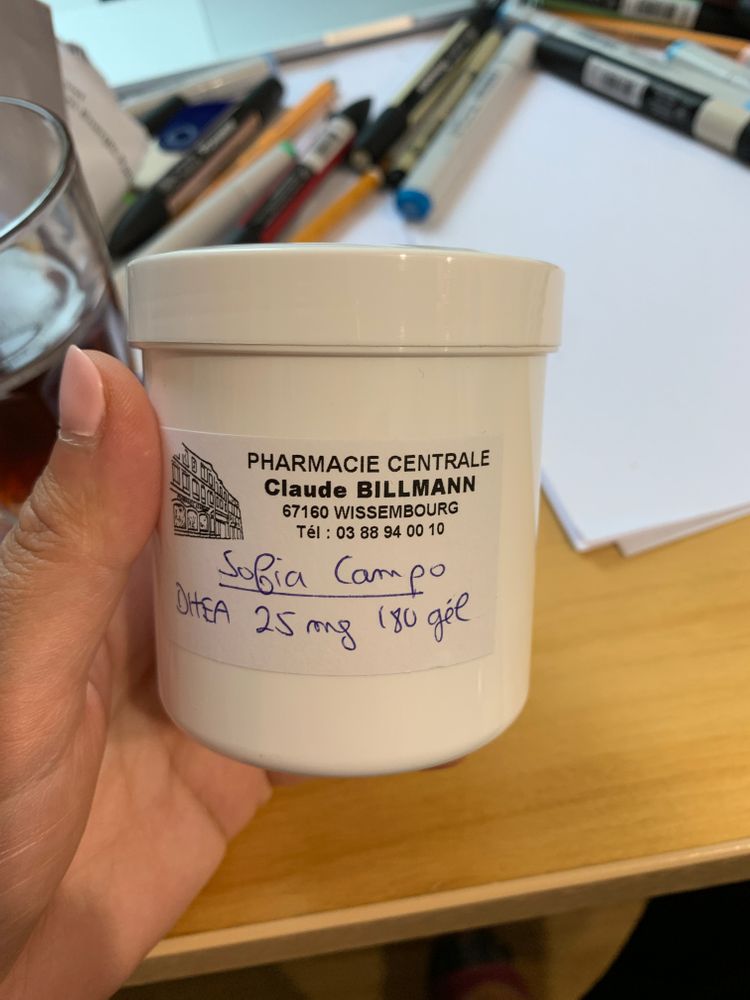 PHARMACIE CENTRALE
Claude BILLMANN
67160 WISSEMBOURG
Tél : 03 88 94 00 10
Sofia Campo
DHEA 25 mg 180 gél